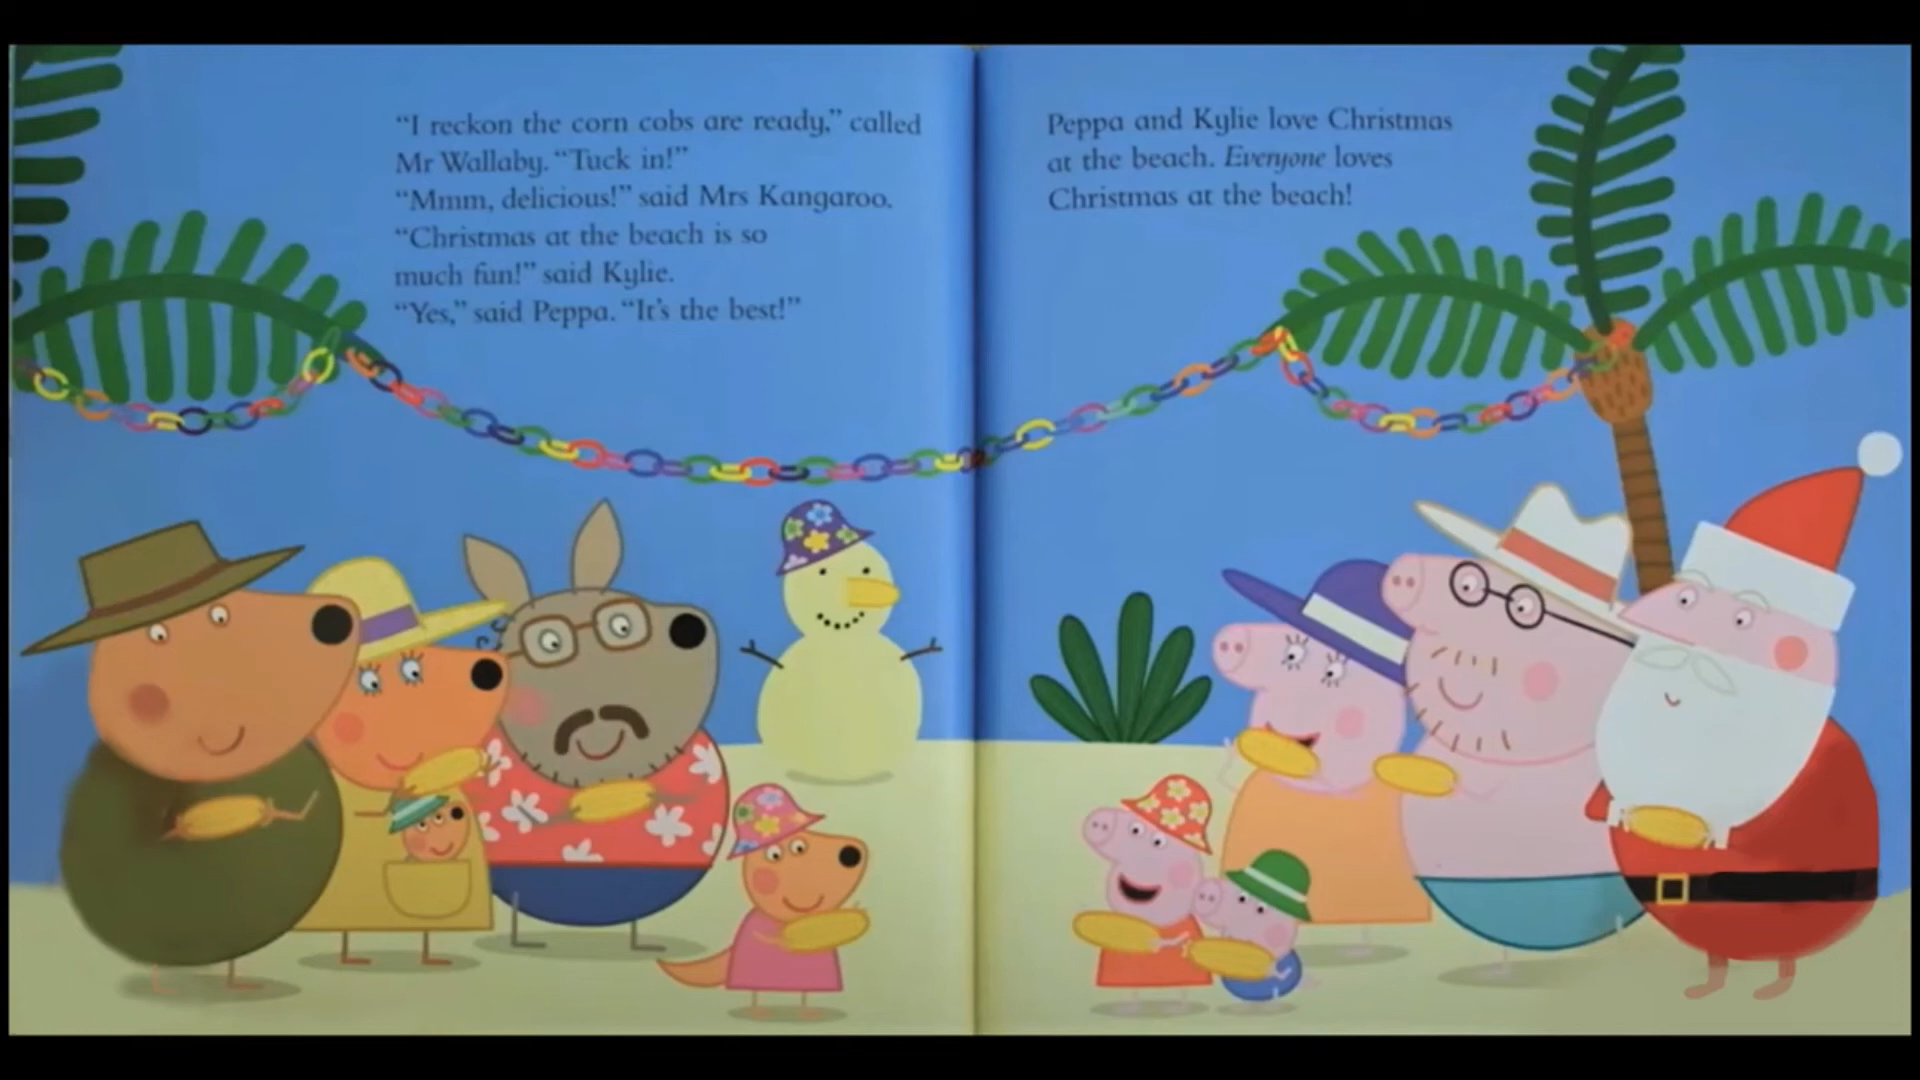 “I reckon the corn cobs are ready,” called
Mr Wallaby. “Tuck in!”
“Mmm, delicious!” said Mrs Kangaroo.
“Christmas at the beach is so
much fun!” said Kylie.
“Yes,” said Peppa. “It’s the best!”
Peppa and Kylie love Christmas
at the beach. Everyone loves
Christmas at the beach!